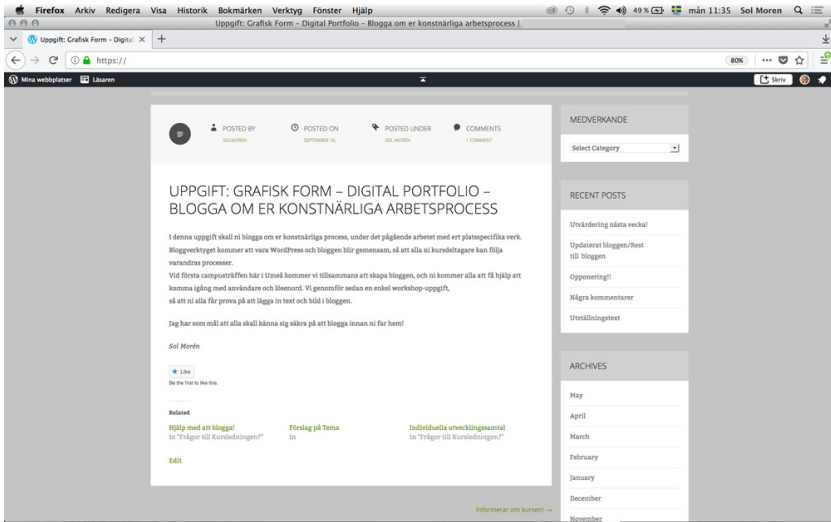 Firefox Arkiv Redigera Visa Historik Bokmärken Verktyg Fönster Hjälp 49 % mån 11:35 Sol Moren
Uppgift: Grafisk Form – Digital Portfolio – Blogga om er konstnärliga arbetsprocess |
Uppgift: Grafisk Form – Digital
https://
80%
Mina webbplatser Läsaren Skriv
POSTED BY
SOLMOREN
POSTED ON
SEPTEMBER 16,
POSTED UNDER
SOL MORÉN
COMMENTS
1 COMMENT
UPPGIFT: GRAFISK FORM – DIGITAL PORTFOLIO –
BLOGGA OM ER KONSTNÄRLIGA ARBETSPROCESS
I denna uppgift skall ni blogga om er konstnärliga process, under det pågående arbetet med ert platsspecifika verk.
Bloggverktyget kommer att vara WordPress och bloggen blir gemensam, så att alla ni kursdeltagare kan följa
varandras processer.
Vid första campusträffen här i Umeå kommer vi tillsammans att skapa bloggen, och ni kommer alla att få hjälp att
komma igång med användare och lösenord. Vi genomför sedan en enkel workshop-uppgift,
så att ni alla får prova på att lägga in text och bild i bloggen.
Jag har som mål att alla skall känna sig säkra på att blogga innan ni far hem!
Sol Morén
Like
Be the first to like this.
Related
Hjälp med att blogga!
In "Frågor till Kursledningen?"
Förslag på Tema
In
Individuella utvecklingssamtal
In "Frågor till Kursledningen?"
Edit
informerar om kursen! →
MEDVERKANDE
Select Category
RECENT POSTS
Utvärdering nästa vecka!
Updaterat bloggen/Rest
till bloggen
Opponering!!
Några kommentarer
Utställningstext
ARCHIVES
May
April
March
February
January
December
November